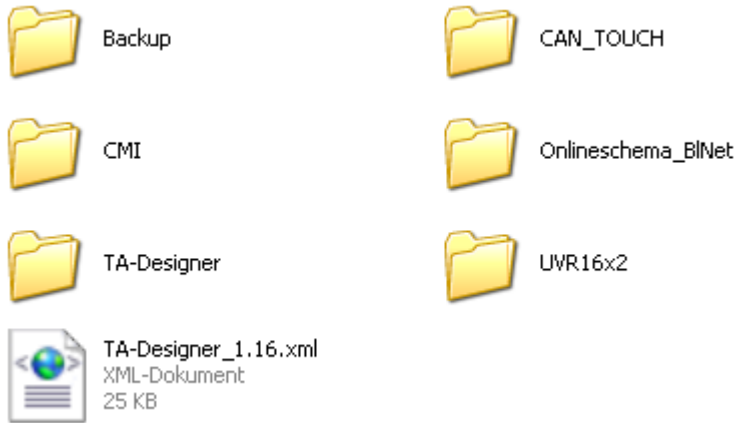 Backup
CAN_TOUCH
CMI
Onlineschema_BlNet
TA-Designer
UVR16x2
TA-Designer_1.16.xml
XML-Dokument
25 KB